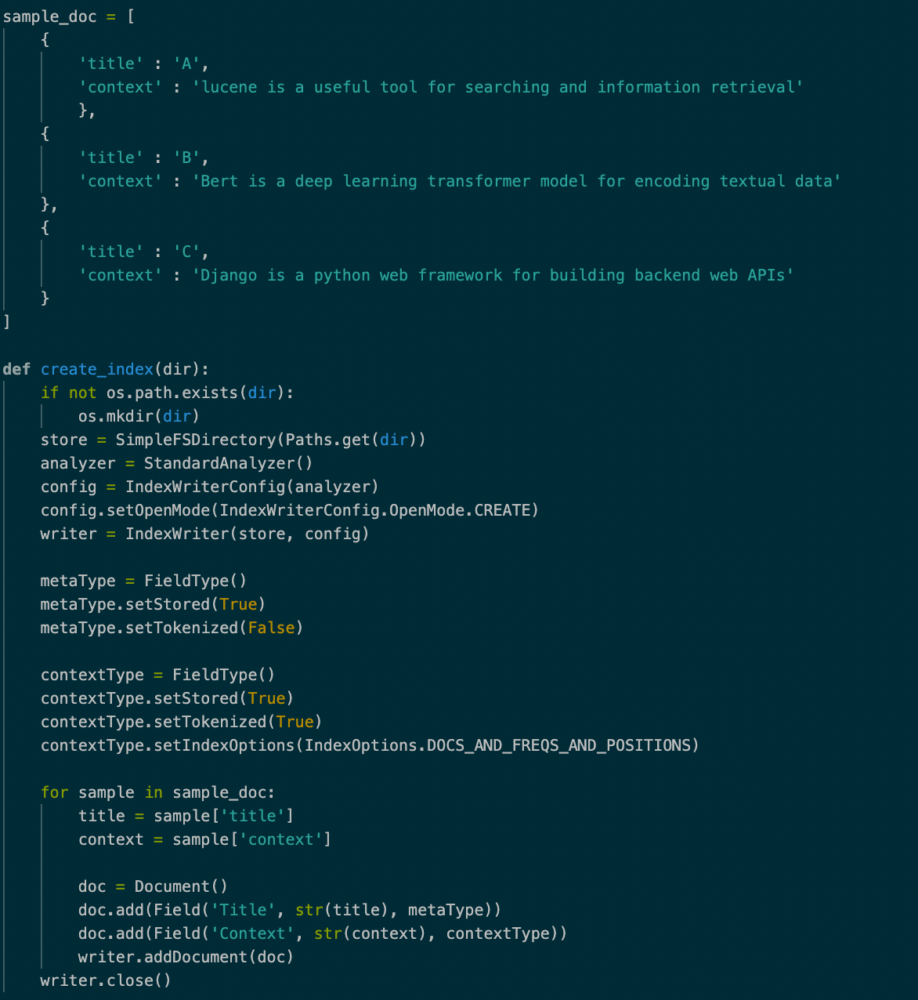 sample_doc = [
    {
        'title' : 'A',
        'context' : 'lucene is a useful tool for searching and information retrieval'
        },
    {
        'title' : 'B',
        'context' : 'Bert is a deep learning transformer model for encoding textual data'
    },
    {
        'title' : 'C',
        'context' : 'Django is a python web framework for building backend web APIs'
    }
]

def create_index(dir):
    if not os.path.exists(dir):
        os.mkdir(dir)
    store = SimpleFSDirectory(Paths.get(dir))
    analyzer = StandardAnalyzer()
    config = IndexWriterConfig(analyzer)
    config.setOpenMode(IndexWriterConfig.OpenMode.CREATE)
    writer = IndexWriter(store, config)

    metaType = FieldType()
    metaType.setStored(True)
    metaType.setTokenized(False)

    contextType = FieldType()
    contextType.setStored(True)
    contextType.setTokenized(True)
    contextType.setIndexOptions(IndexOptions.DOCS_AND_FREQS_AND_POSITIONS)

    for sample in sample_doc:
        title = sample['title']
        context = sample['context']

        doc = Document()
        doc.add(Field('Title', str(title), metaType))
        doc.add(Field('Context', str(context), contextType))
        writer.addDocument(doc)
    writer.close()